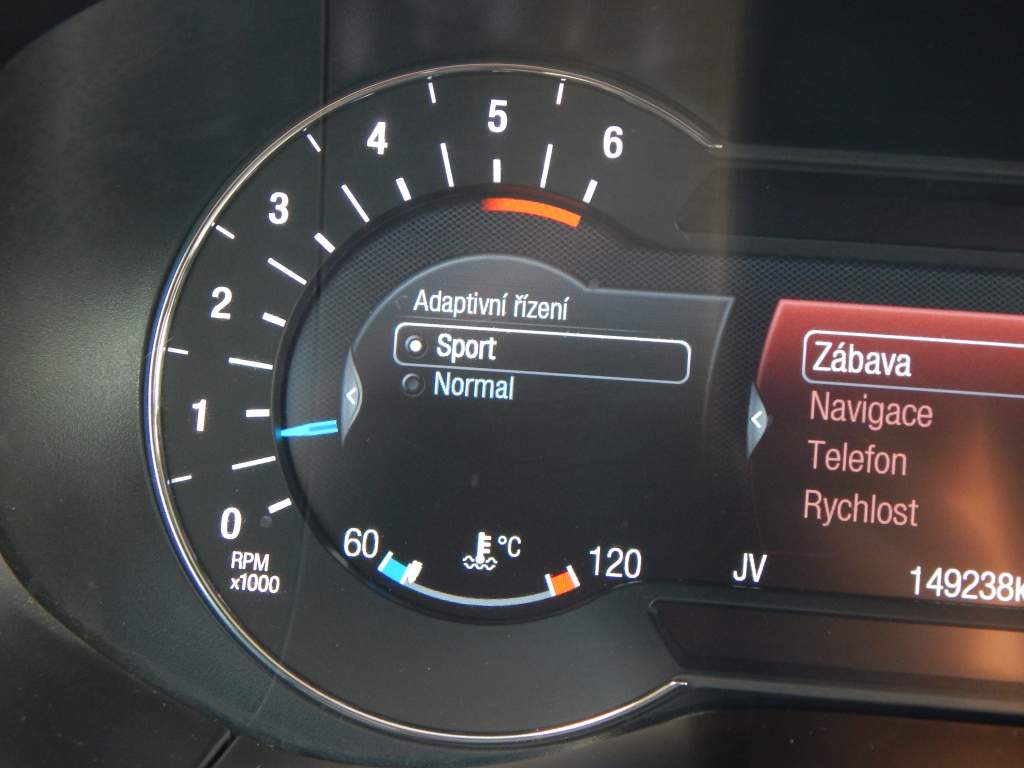 6
5
4
3
2
1
0
RPM
x1000
Adaptivní řízení
Sport
Normal
60
°C
120
Zábava
Navigace
Telefon
Rychlost
JV
149238k